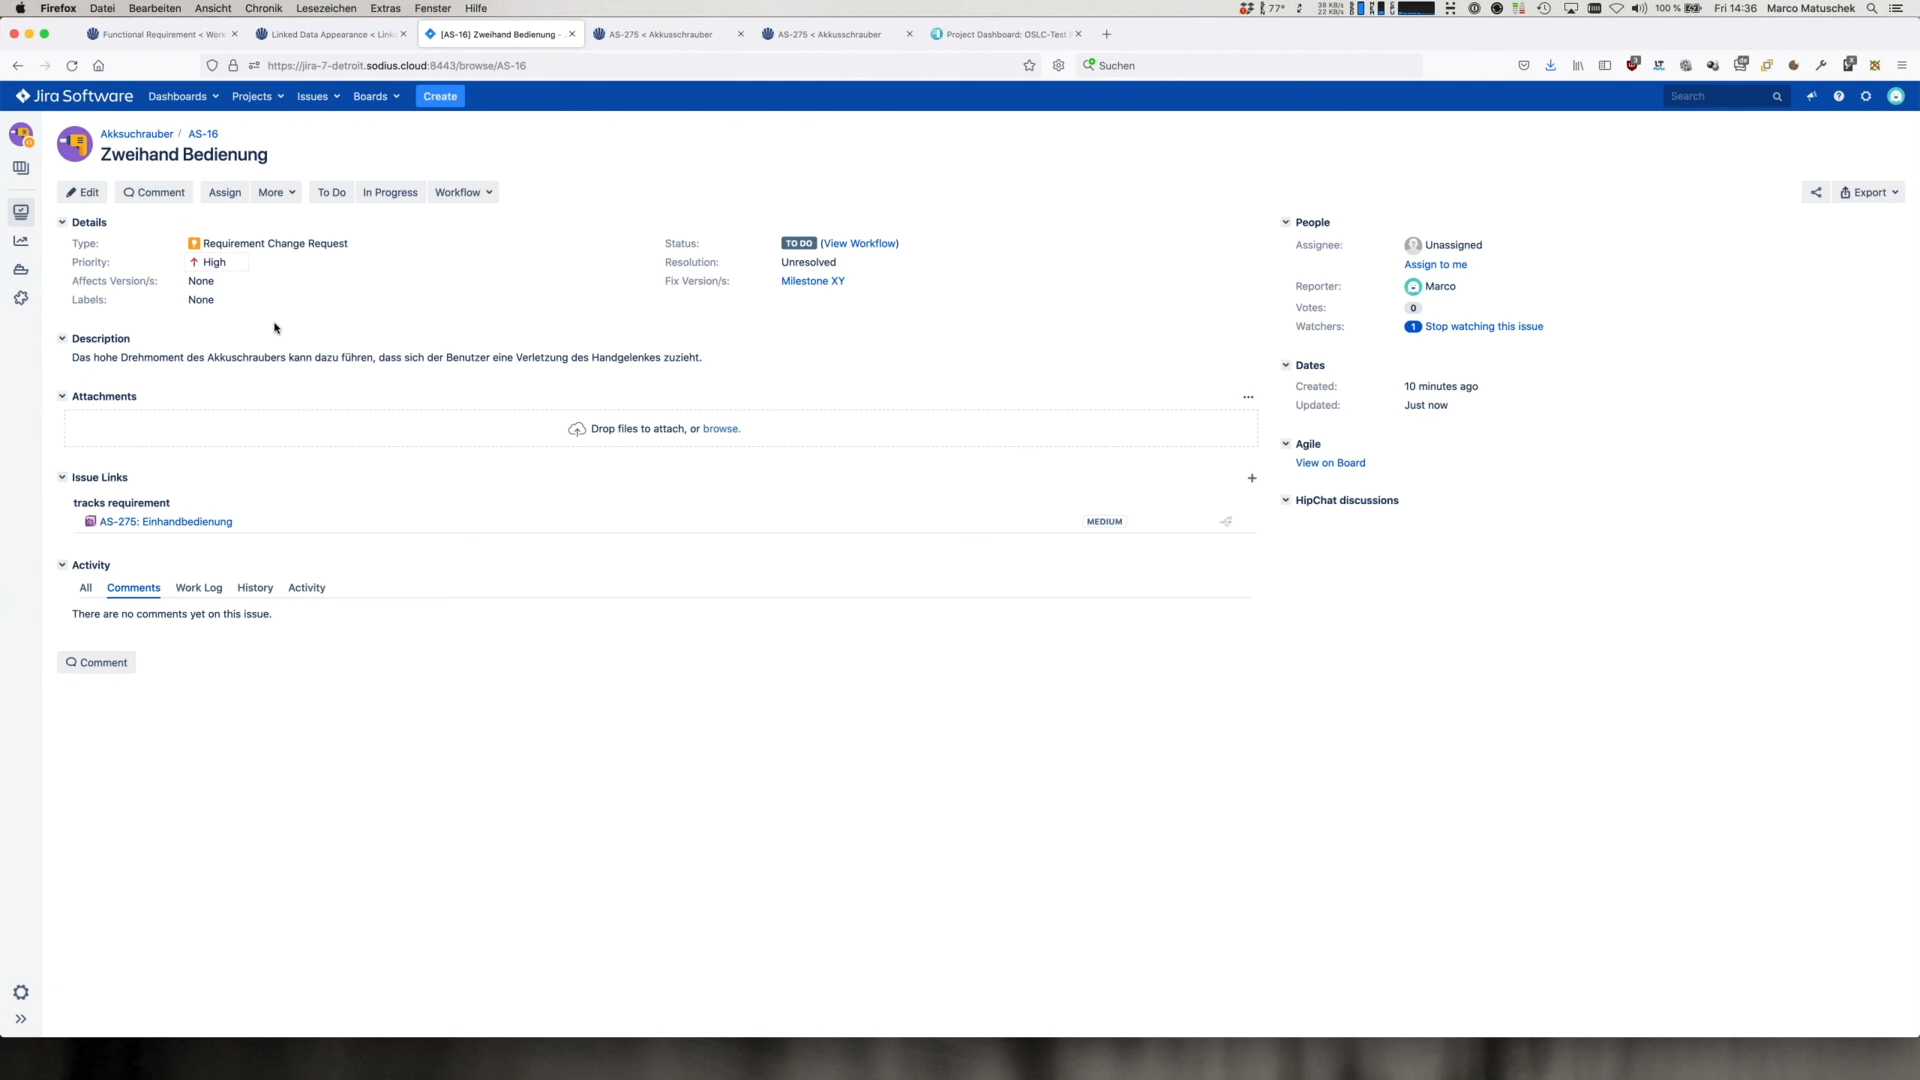 Firefox Datei Bearbeiten Ansicht Chronik Lesezeichen Extras Fenster Hilfe 77° 38 KB/s 22 KB/s 100 % Fri 14:36 Marco Matuschek
Functional Requirement < Work
Linked Data Appearance < Link
[AS-16] Zweihand Bedienung -
AS-275 < Akkusschrauber
AS-275 < Akkusschrauber
Project Dashboard: OSLC-Test
https://jira-7-detroit.sodius.cloud:8443/browse/AS-16
Suchen
Jira Software Dashboards Projects Issues Boards Create Search
Akksuchrauber / AS-16
Zweihand Bedienung
Edit Comment Assign More To Do In Progress Workflow Export
Details
Type: Requirement Change Request
Priority: High
Affects Version/s: None
Labels: None
Status: TO DO (View Workflow)
Resolution: Unresolved
Fix Version/s: Milestone XY
Description
Das hohe Drehmoment des Akkuschraubers kann dazu führen, dass sich der Benutzer eine Verletzung des Handgelenkes zuzieht.
Attachments
Drop files to attach, or browse.
Issue Links
tracks requirement
AS-275: Einhandbedienung MEDIUM
Activity
All Comments Work Log History Activity
There are no comments yet on this issue.
Comment
People
Assignee: Unassigned
Assign to me
Reporter: Marco
Votes: 0
Watchers: 1 Stop watching this issue
Dates
Created: 10 minutes ago
Updated: Just now
Agile
View on Board
HipChat discussions